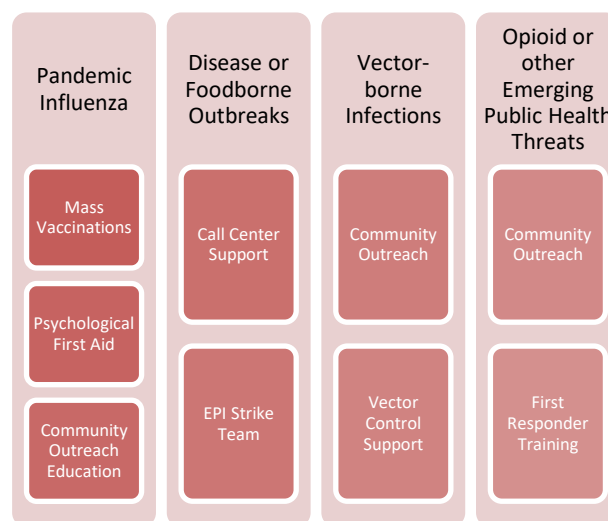 Pandemic
Influenza
Mass
Vaccinations
Psychological
First Aid
Community
Outreach
Education
Disease or
Foodborne
Outbreaks
Call Center
Support
EPI Strike
Team
Vector-
borne
Infections
Community
Outreach
Vector
Control
Support
Opioid or
other
Emerging
Public Health
Threats
Community
Outreach
First
Responder
Training